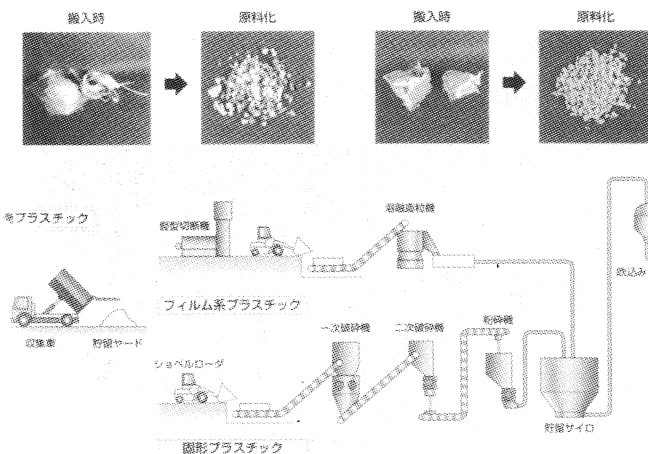 搬入時
原料化
搬入時
原料化
プラスチック
収集車
貯留ヤード
竪型切断機
溶融造粒機
フィルム系プラスチック
吹込み
ショベルローダ
一次破砕機
二次破砕機
粉砕機
貯留サイロ
固形プラスチック